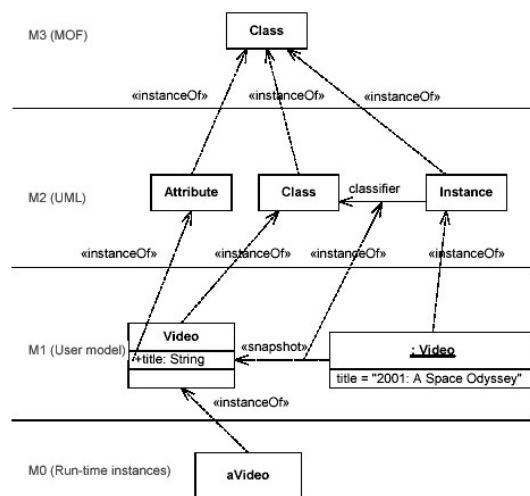 M3 (MOF)
Class
«instanceOf» «instanceOf» «instanceOf»
M2 (UML)
Attribute
Class
classifier
Instance
«instanceOf» «instanceOf» «instanceOf» «instanceOf»
M1 (User model)
Video
+title: String
«snapshot»
: Video
title = "2001: A Space Odyssey"
«instanceOf»
M0 (Run-time instances)
aVideo